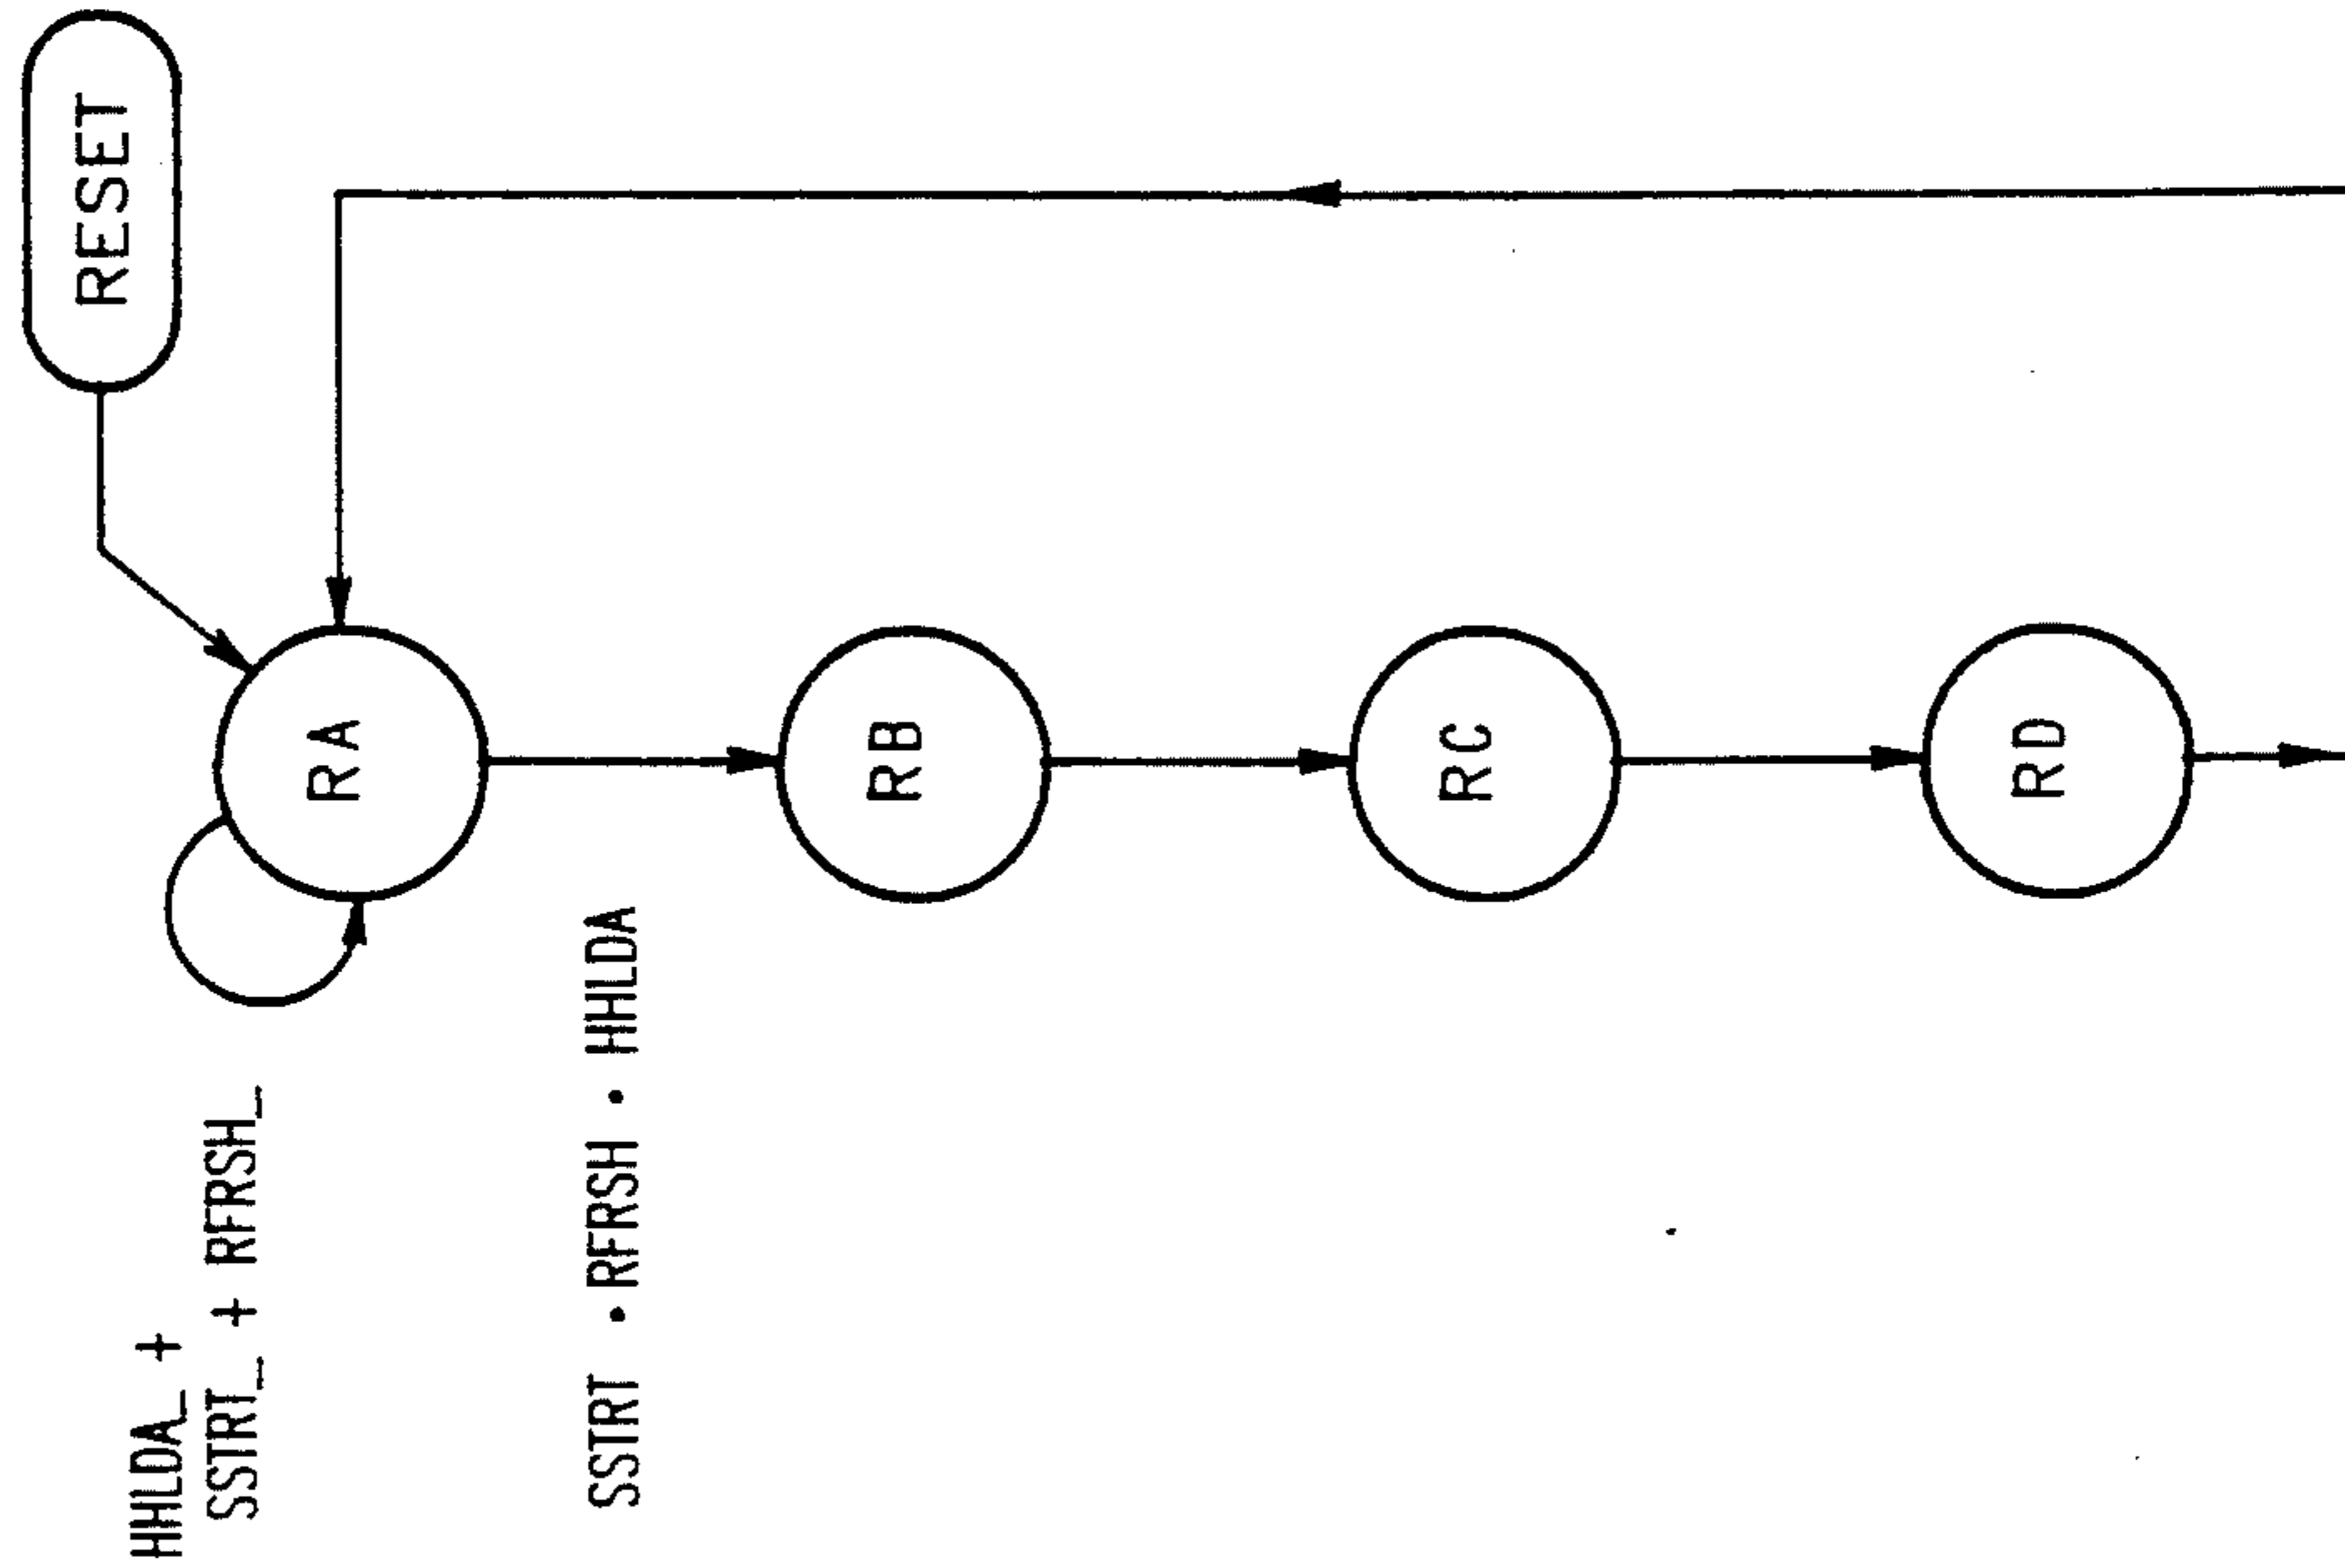 RESET
HHLDA_ +
SSTRT_ + RFRSH_
RA
SSTRT • RFRSH • HHLDA
RB
RC
RD